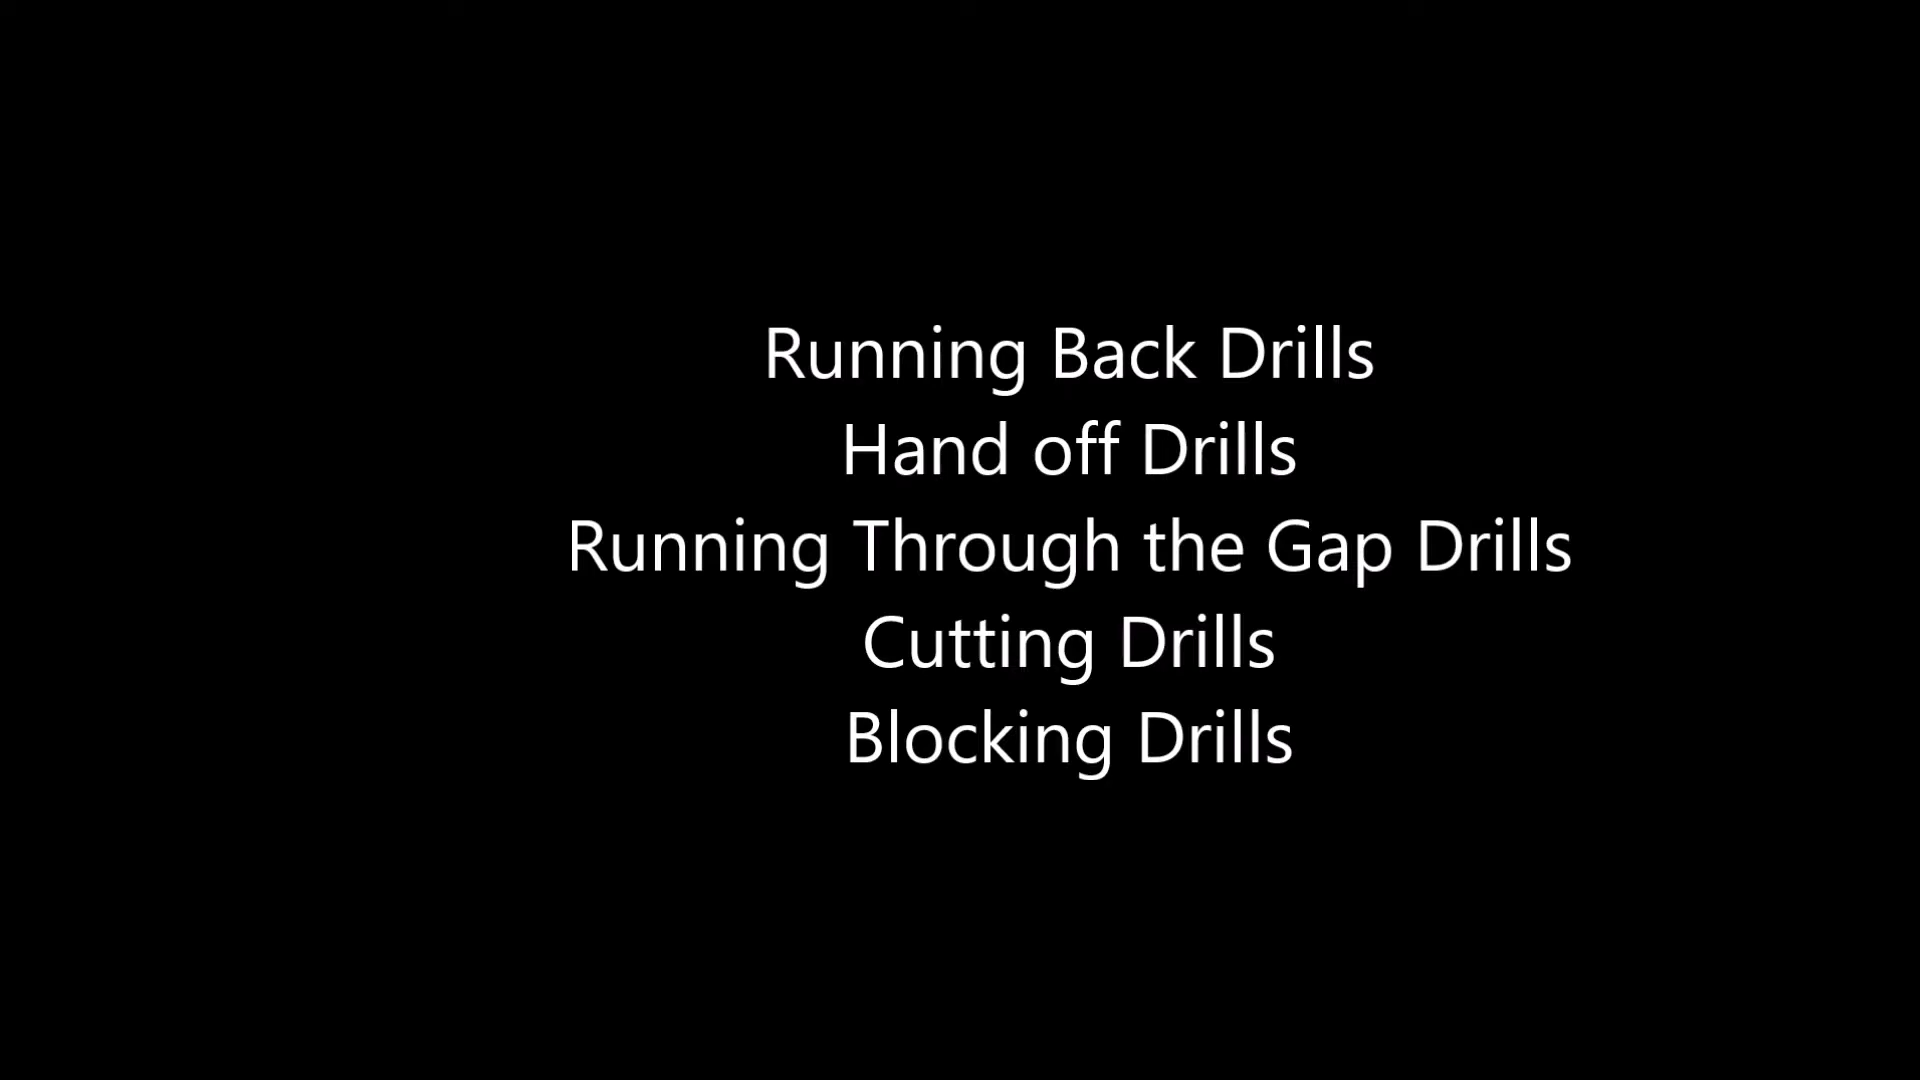 Running Back Drills
Hand off Drills
Running Through the Gap Drills
Cutting Drills
Blocking Drills